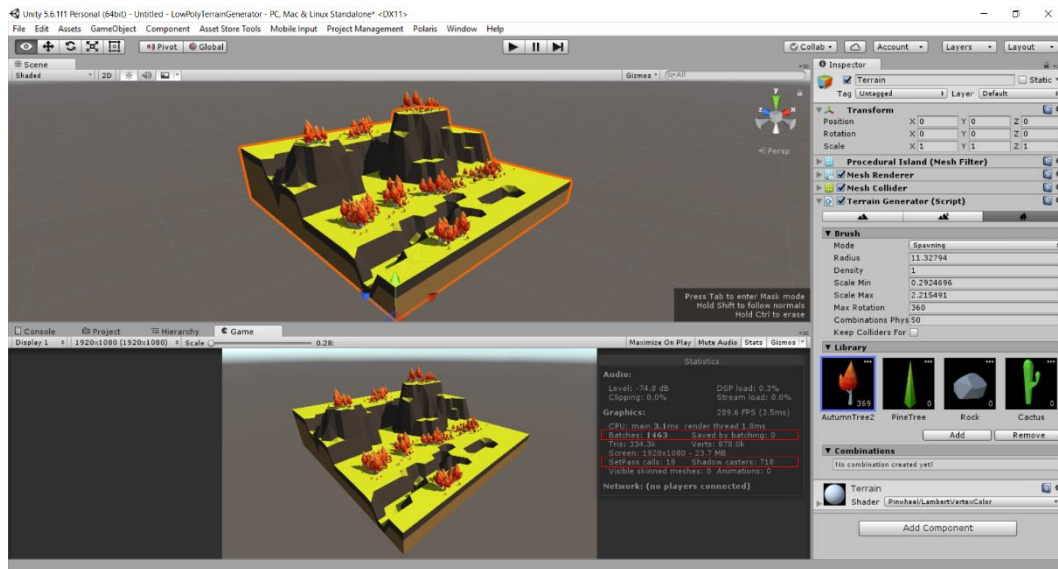 Unity 5.6.1f1 Personal (64bit) - Untitled - LowPolyTerrainGenerator - PC, Mac & Linux Standalone* <DX11>
File Edit Assets GameObject Component Asset Store Tools Mobile Input Project Management Polaris Window Help
Pivot Global Collab Account Layers Layout
Scene
Shaded 2D Gizmos All
y
x
z
Persp
Press Tab to enter Mask mode
Hold Shift to follow normals
Hold Ctrl to erase
Console Project Hierarchy Game
Display 1 1920x1080 (1920x1080) Scale 0.28: Maximize On Play Mute Audio Stats Gizmos
Statistics
Audio:
Level: -74.8 dB DSP load: 0.3%
Clipping: 0.0% Stream load: 0.0%
Graphics: 289.6 FPS (3.5ms)
CPU: main 3.1ms render thread 1.8ms
Batches: 1463 Saved by batching: 0
Tris: 334.3k Verts: 878.0k
Screen: 1920x1080 - 23.7 MB
SetPass calls: 18 Shadow casters: 718
Visible skinned meshes: 0 Animations: 0
Network: (no players connected)
Inspector
Terrain Static
Tag Untagged Layer Default
Transform
Position X 0 Y 0 Z 0
Rotation X 0 Y 0 Z 0
Scale X 1 Y 1 Z 1
Procedural Island (Mesh Filter)
Mesh Renderer
Mesh Collider
Terrain Generator (Script)
Brush
Mode Spawning
Radius 11.32794
Density 1
Scale Min 0.2924696
Scale Max 2.215491
Max Rotation 360
Combinations Phys 50
Keep Colliders For
Library
369 0 0 0
AutumnTree2 PineTree Rock Cactus
Add Remove
Combinations
No combination created yet!
Terrain
Shader Pinwheel/LambertVertexColor
Add Component